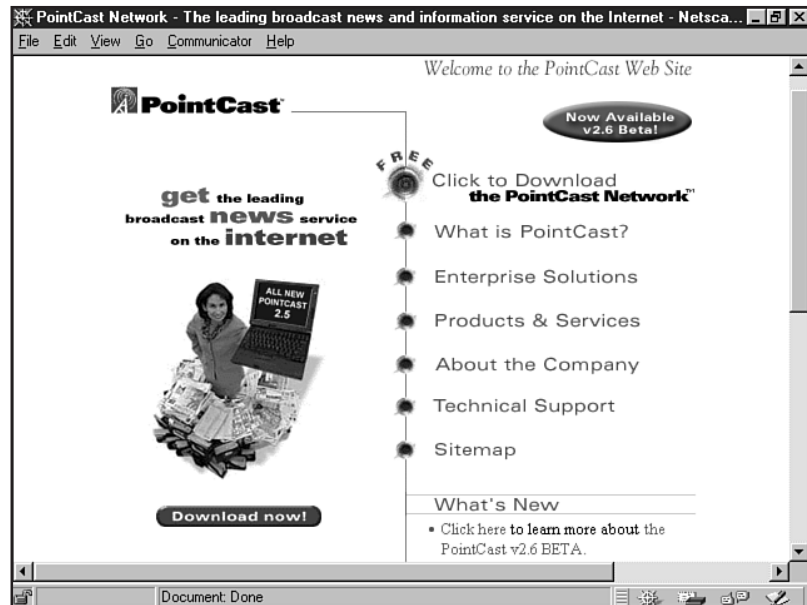 PointCast Network - The leading broadcast news and information service on the Internet - Netsca...
File Edit View Go Communicator Help
Welcome to the PointCast Web Site
PointCast
Now Available
v2.6 Beta!
FREE
Click to Download
the PointCast Network™
get the leading
broadcast news service
on the internet
What is PointCast?
Enterprise Solutions
ALL NEW
POINTCAST
2.5
Products & Services
About the Company
Technical Support
Sitemap
Download now!
What's New
• Click here to learn more about the
PointCast v2.6 BETA.
Document: Done